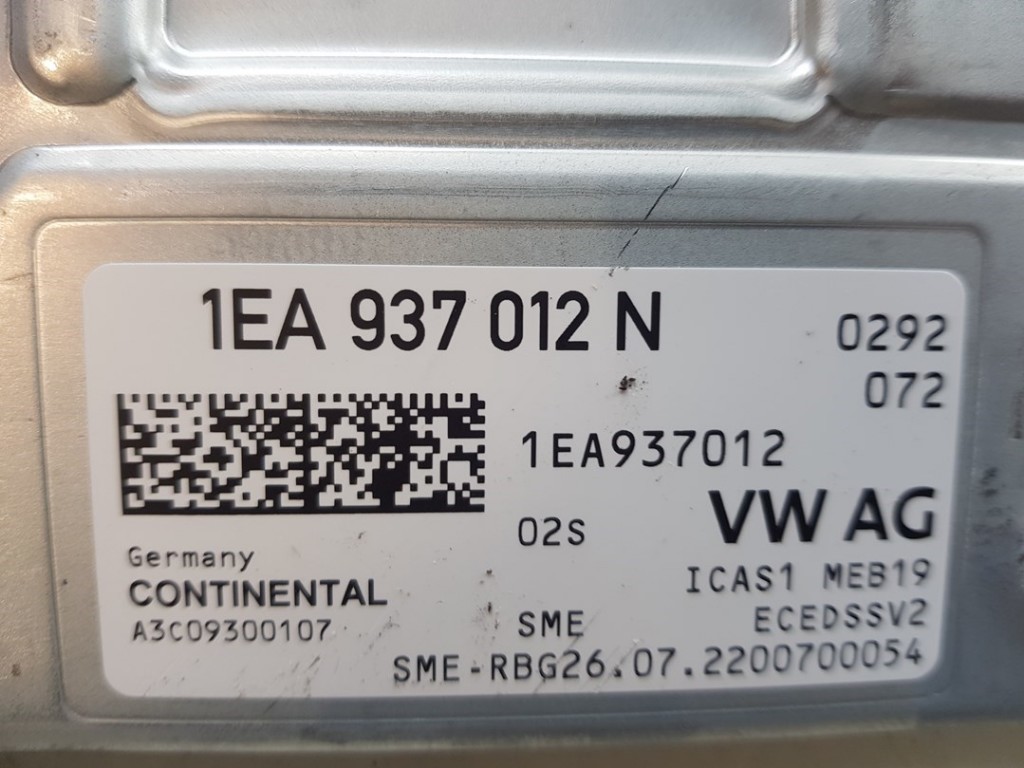 1EA 937 012 N
0292
072
1EA937012
02S
VW AG
Germany
CONTINENTAL
A3C09300107
ICAS1 MEB19
SME
ECEDSSV2
SME-RBG26.07.2200700054